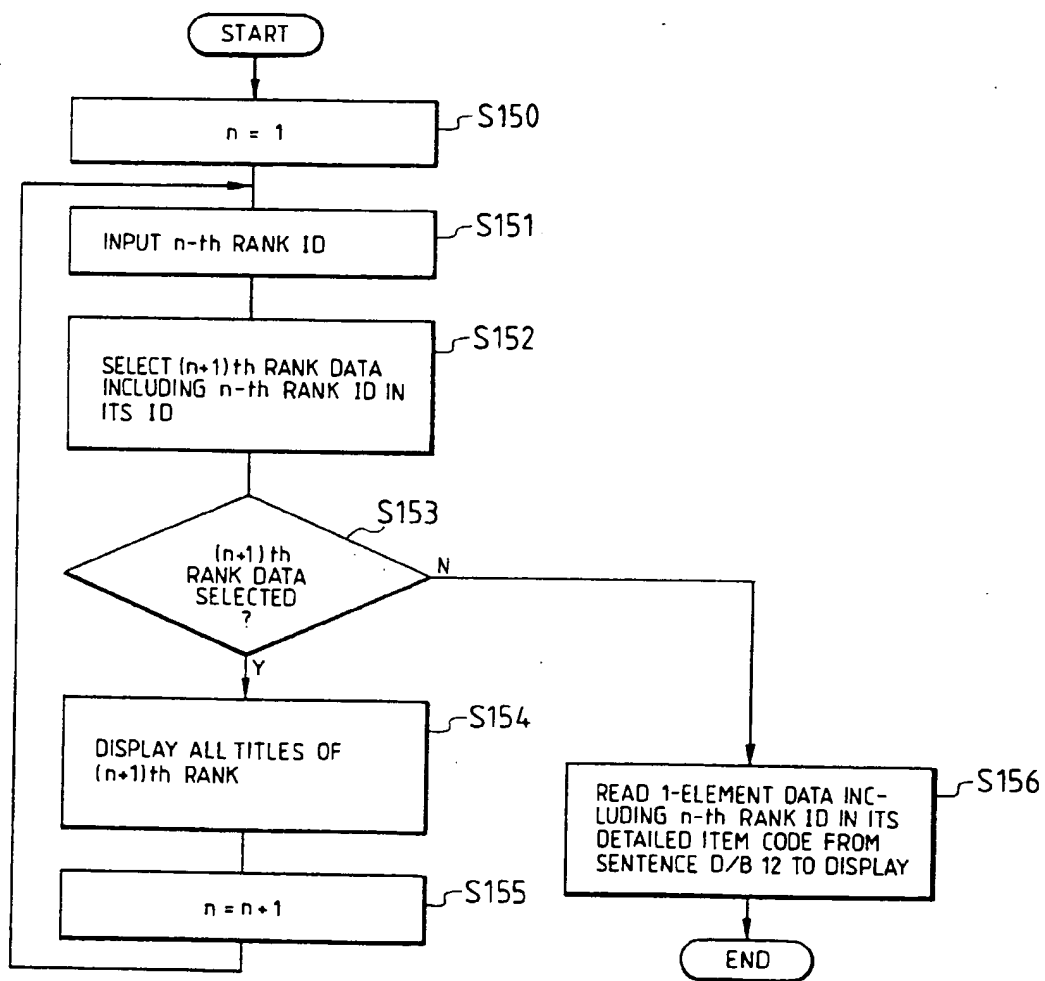 START
n = 1
S150
INPUT n-th RANK ID
S151
SELECT (n+1)th RANK DATA
INCLUDING n-th RANK ID IN
ITS ID
S152
(n+1)th
RANK DATA
SELECTED
?
S153
N
Y
DISPLAY ALL TITLES OF
(n+1)th RANK
S154
n = n+1
S155
READ 1-ELEMENT DATA INC-
LUDING n-th RANK ID IN ITS
DETAILED ITEM CODE FROM
SENTENCE D/B 12 TO DISPLAY
S156
END